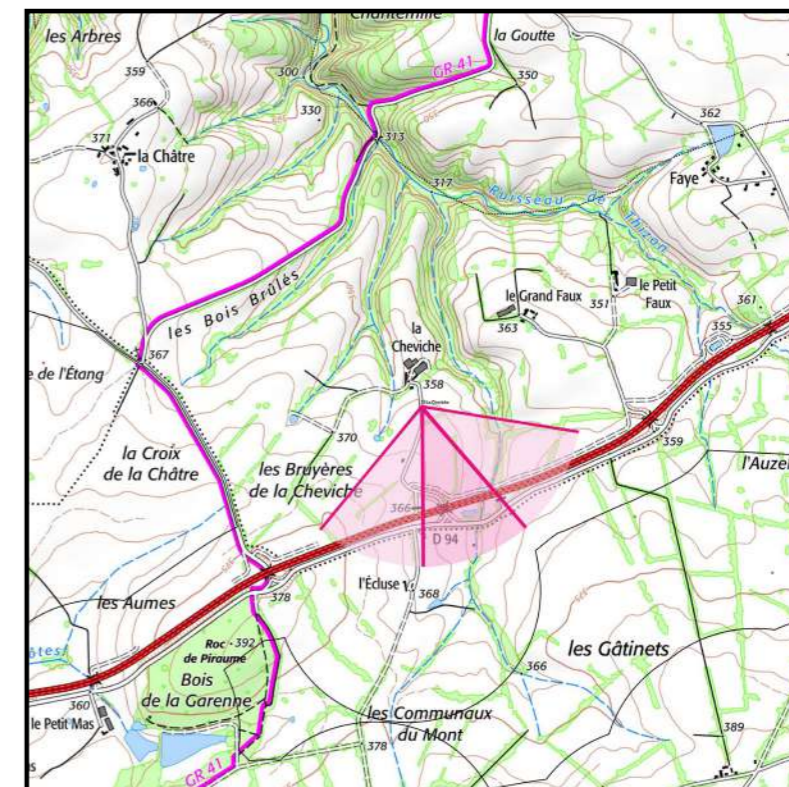 Chantemille
les Arbres
la Goutte
GR 41
359
300
350
366
330
362
371
la Châtre
350
313
317
Faye
Ruisseau de Thizon
les Bois Brûlés
le Petit
Faux
le Grand Faux
351
361
363
355
367
la
Cheviche
e de l'Étang
358
370
359
la Croix
de la Châtre
les Bruyères
de la Cheviche
l'Auze
366
D 94
378
l'Écluse
368
les Aumes
Roc
de Piraume
392
les Gâtinets
Bois
de la Garenne
366
360
le Petit Mas
les Communaux
du Mont
378
389
GR 41